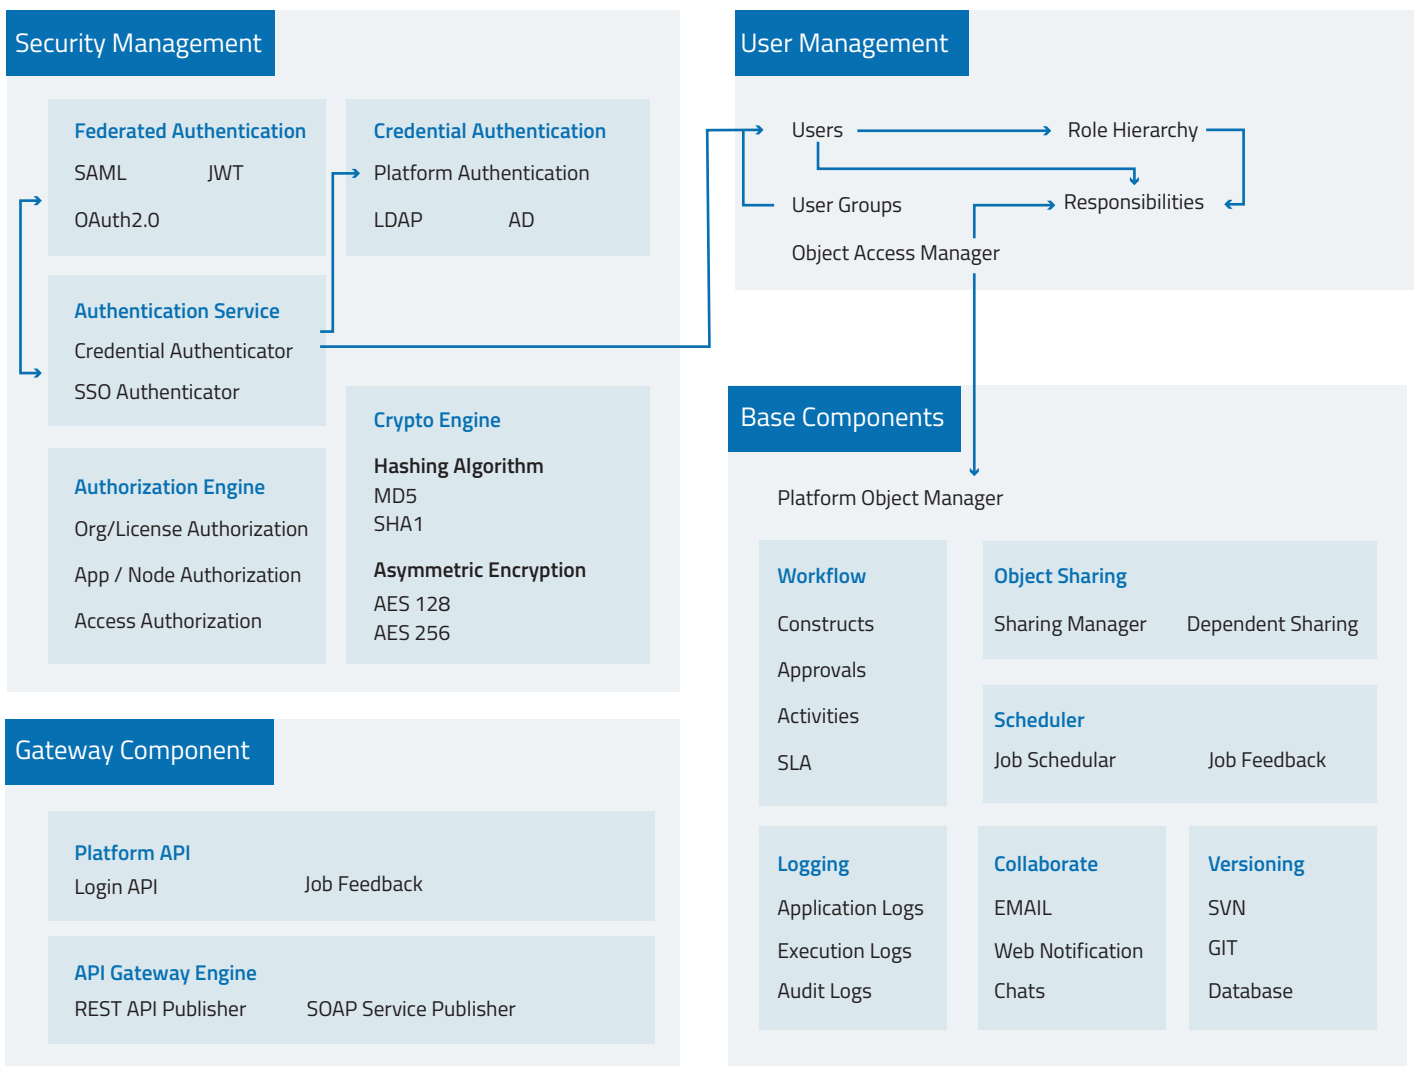 Security Management
Federated Authentication
SAML JWT
OAuth2.0
Credential Authentication
Platform Authentication
LDAP AD
Authentication Service
Credential Authenticator
SSO Authenticator
Authorization Engine
Org/License Authorization
App / Node Authorization
Access Authorization
Crypto Engine
Hashing Algorithm
MD5
SHA1
Asymmetric Encryption
AES 128
AES 256
User Management
Users Role Hierarchy
User Groups Responsibilities
Object Access Manager
Gateway Component
Platform API
Login API Job Feedback
API Gateway Engine
REST API Publisher SOAP Service Publisher
Base Components
Platform Object Manager
Workflow
Constructs
Approvals
Activities
SLA
Object Sharing
Sharing Manager Dependent Sharing
Scheduler
Job Schedular Job Feedback
Logging
Application Logs
Execution Logs
Audit Logs
Collaborate
EMAIL
Web Notification
Chats
Versioning
SVN
GIT
Database